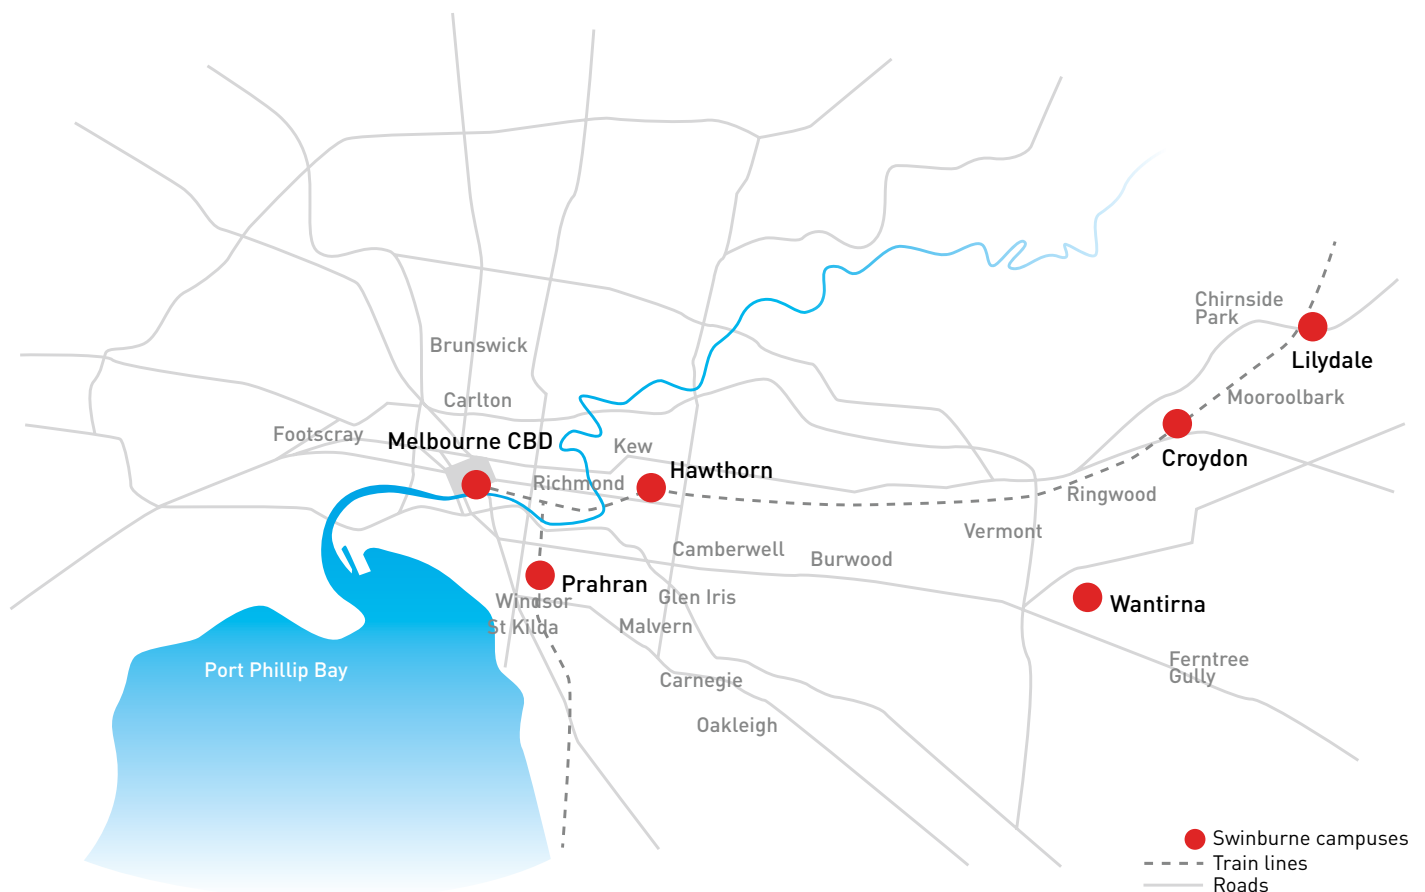 Chirnside
Park
Lilydale
Brunswick
Mooroolbark
Carlton
Footscray
Melbourne CBD
Kew
Croydon
Hawthorn
Richmond
Ringwood
Vermont
Camberwell
Burwood
Prahran
Windsor
Glen Iris
Wantirna
St Kilda
Malvern
Ferntree
Gully
Port Phillip Bay
Carnegie
Oakleigh
Swinburne campuses
Train lines
Roads